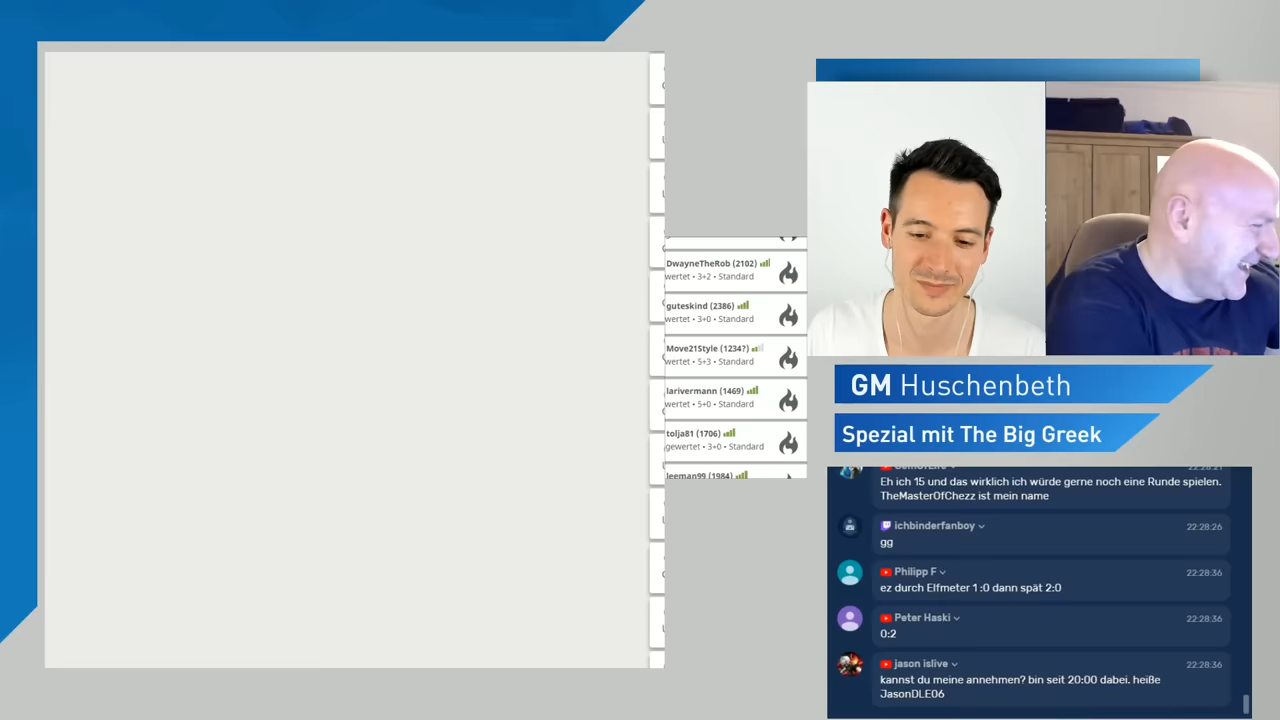 DwayneTheRob (2102)
wertet • 3+2 • Standard
guteskind (2386)
wertet • 3+0 • Standard
Move21Style (1234?)
wertet • 5+3 • Standard
larivermann (1469)
wertet • 5+0 • Standard
tolja81 (1706)
gewertet • 3+0 • Standard
leeman99 (1984)
GM Huschenbeth
Spezial mit The Big Greek
22:28:21
Eh ich 15 und das wirklich ich würde gerne noch eine Runde spielen.
TheMasterOfChezz ist mein name
ichbinderfanboy 22:28:26
gg
Philipp F 22:28:36
ez durch Elfmeter 1 :0 dann spät 2:0
Peter Haski 22:28:36
0:2
jason islive 22:28:36
kannst du meine annehmen? bin seit 20:00 dabei. heiße
JasonDLE06